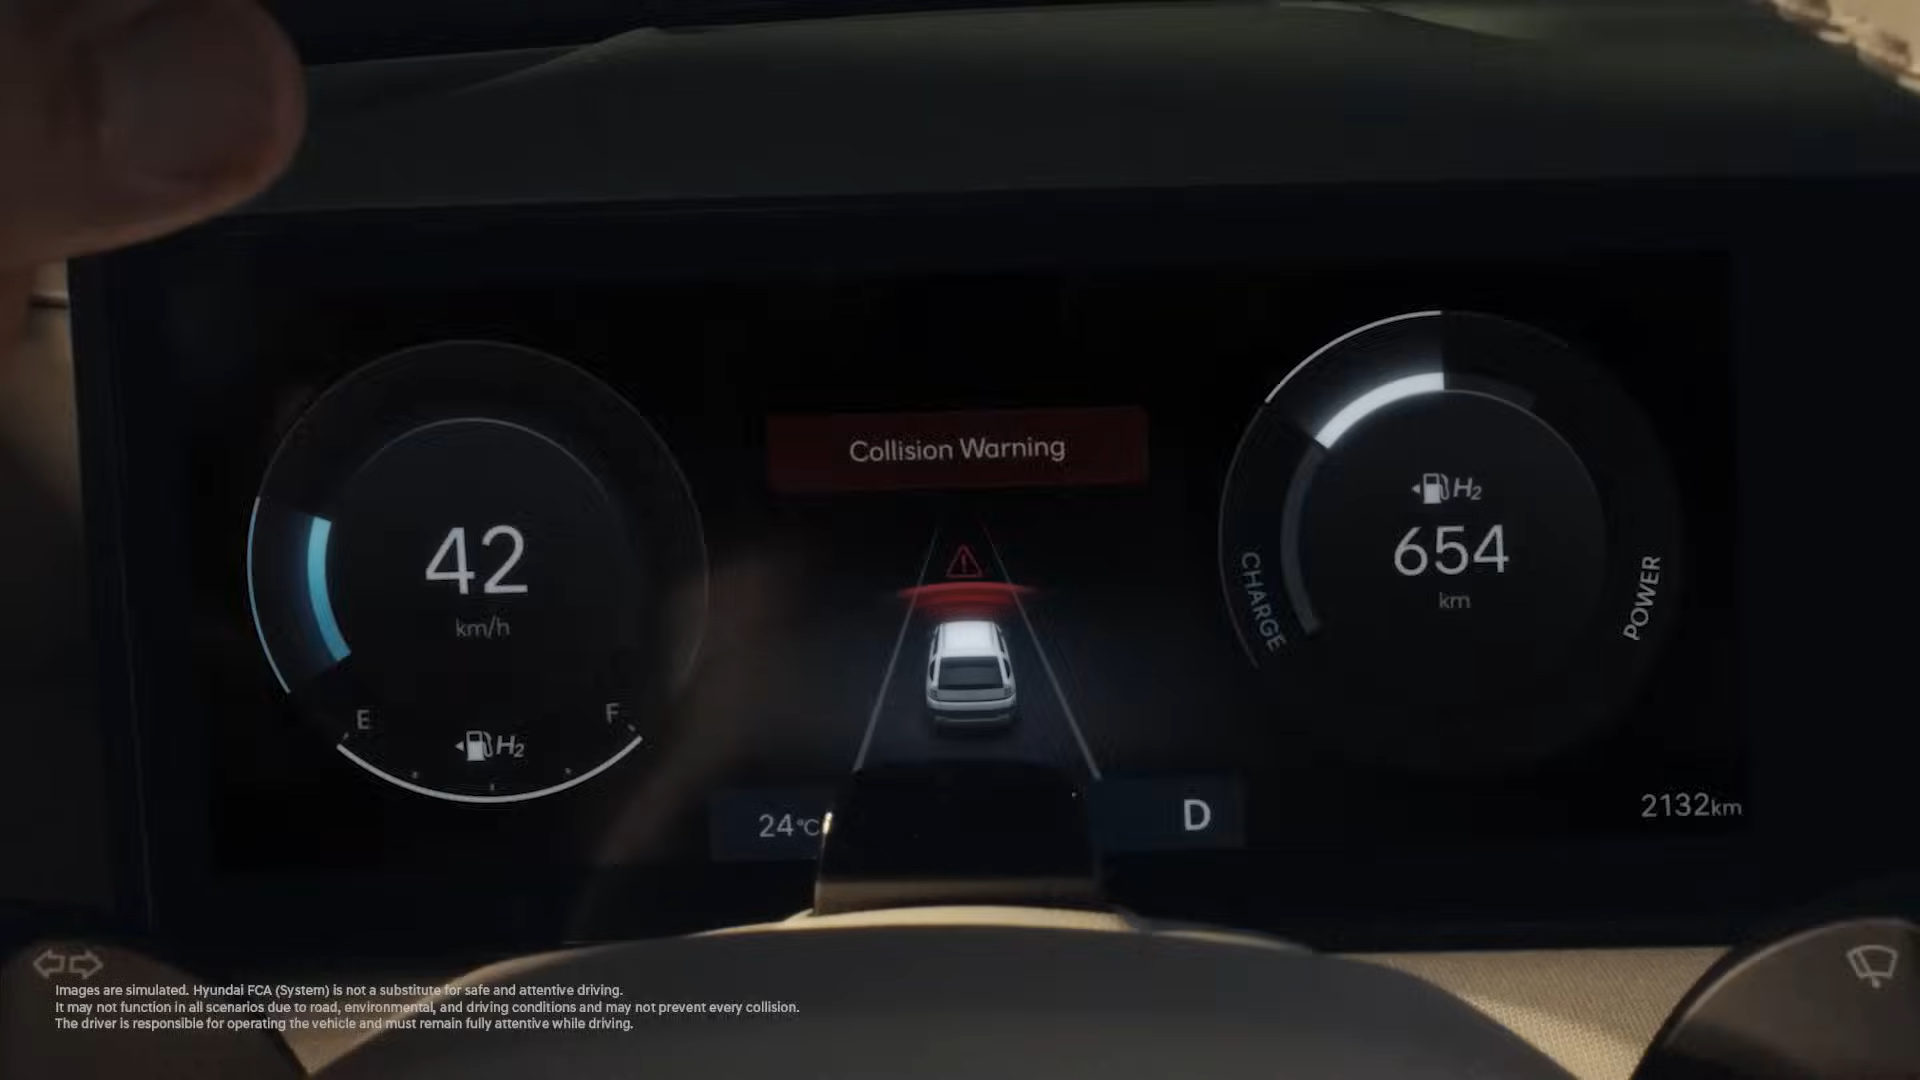 Collision Warning
42
km/h
E
F
H2
H2
654
km
CHARGE
POWER
24°C
D
2132km
Images are simulated. Hyundai FCA (System) is not a substitute for safe and attentive driving.
It may not function in all scenarios due to road, environmental, and driving conditions and may not prevent every collision.
The driver is responsible for operating the vehicle and must remain fully attentive while driving.